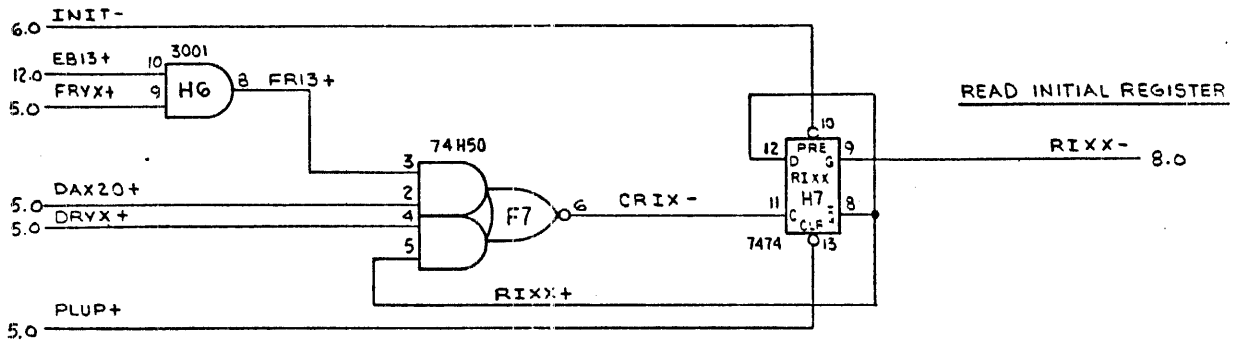 INIT-
6.0
EBI3+
12.0
10
3001
H6
8
FRI3+
FRYX+
9
5.0
READ INITIAL REGISTER
74H50
3
DAX20+
2
5.0
DRYX+
4
5.0
5
F7
6
CRIX-
10
12
PRE
9
D
RIXX
H7
11
C
8
CLR
7474
13
RIXX-
8.0
RIXX+
PLUP+
5.0